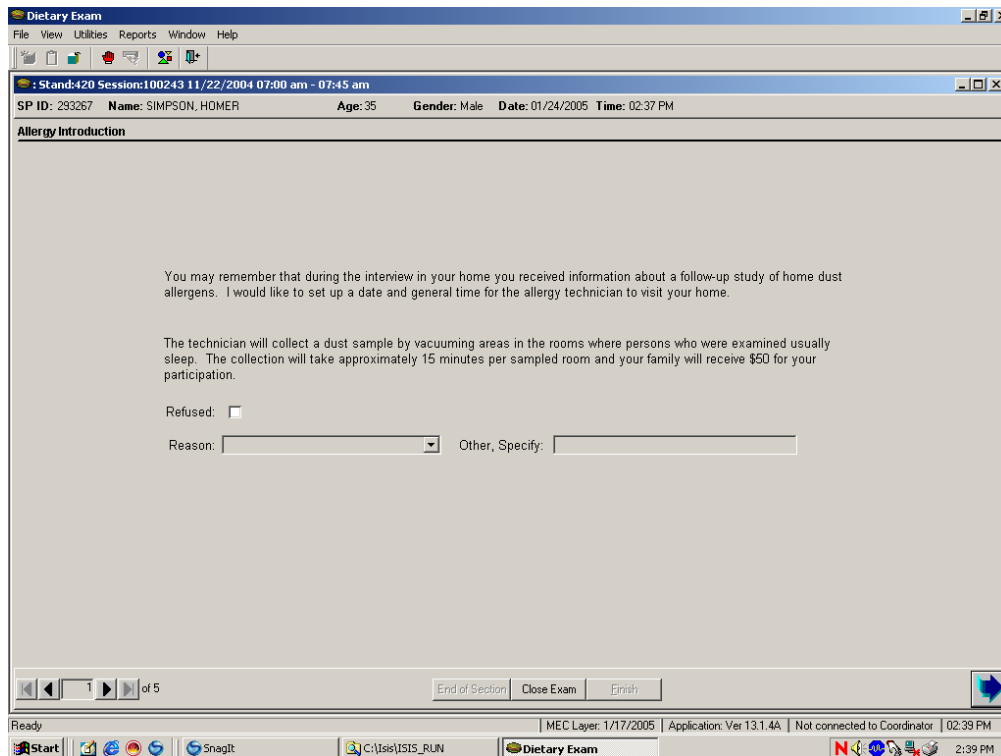 Dietary Exam
File View Utilities Reports Window Help
: Stand:420 Session:100243 11/22/2004 07:00 am - 07:45 am
SP ID: 293267 Name: SIMPSON, HOMER Age: 35 Gender: Male Date: 01/24/2005 Time: 02:37 PM
Allergy Introduction
You may remember that during the interview in your home you received information about a follow-up study of home dust
allergens. I would like to set up a date and general time for the allergy technician to visit your home.
The technician will collect a dust sample by vacuuming areas in the rooms where persons who were examined usually
sleep. The collection will take approximately 15 minutes per sampled room and your family will receive $50 for your
participation.
Refused:
Reason: Other, Specify:
1 of 5 End of Section Close Exam Finish
Ready MEC Layer: 1/17/2005 Application: Ver 13.1.4A Not connected to Coordinator 02:39 PM
Start SnagIt C:\Isis\ISIS_RUN Dietary Exam N 2:39 PM